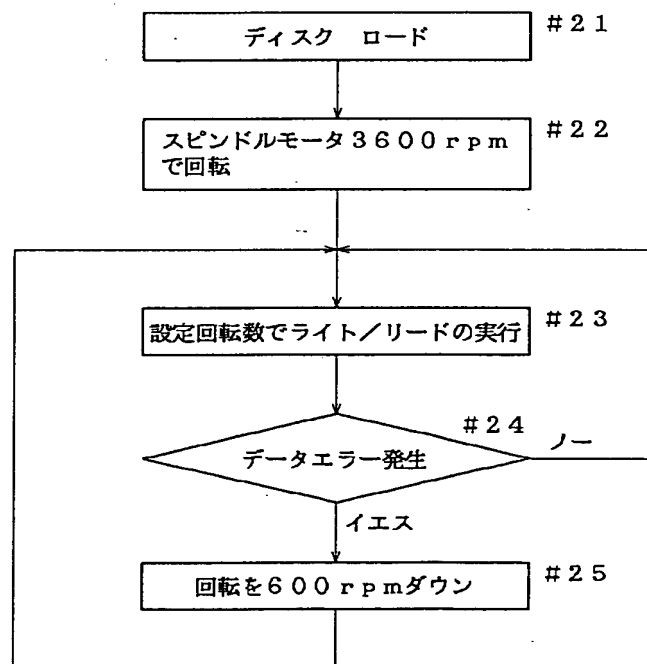 ディスク ロード
#21
スピンドルモータ3600rpm
で回転
#22
設定回転数でライト/リードの実行
#23
#24
データエラー発生
ノー
イエス
回転を600rpmダウン
#25